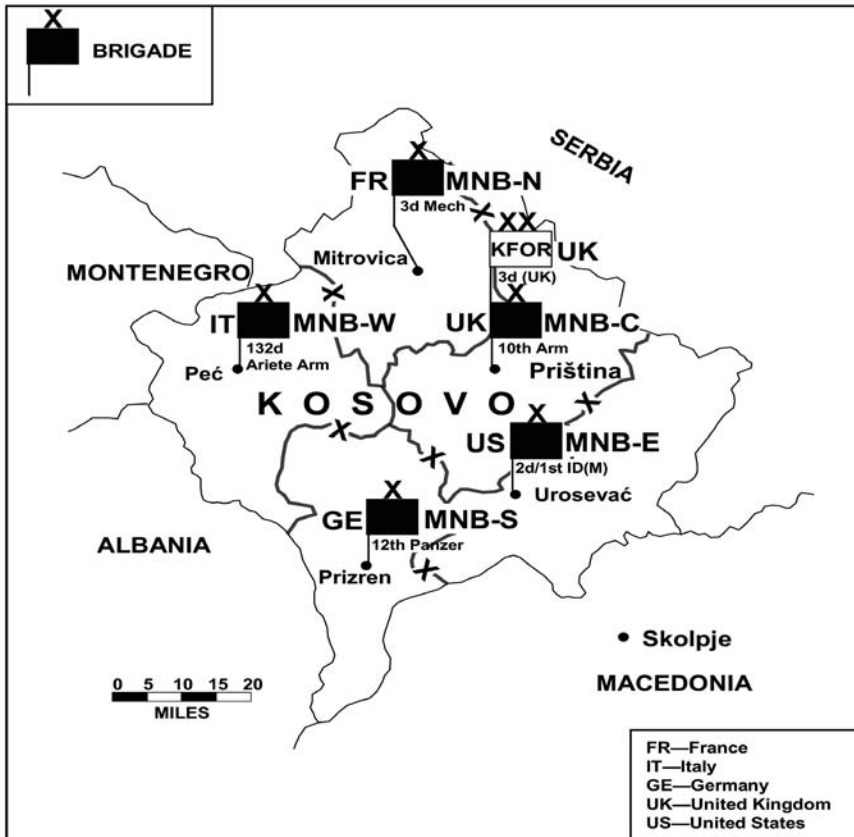 X
BRIGADE
SERBIA
X
FR MNB-N
3d Mech
X
XX
KFOR UK
3d (UK)
Mitrovica
MONTENEGRO
X
X
IT MNB-W
132d
Ariete Arm
Peć
X
UK MNB-C
10th Arm
Priština
KOSOVO
X
X
X
US MNB-E
2d/1st ID(M)
Urosevać
X
X
GE MNB-S
12th Panzer
Prizren
X
ALBANIA
Skolpje
MACEDONIA
0 5 10 15 20
MILES
FR—France
IT—Italy
GE—Germany
UK—United Kingdom
US—United States